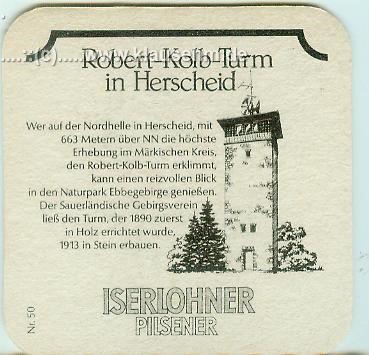 (c) www.klausehm.de
Robert-Kolb-Turm
in Herscheid
Wer auf der Nordhelle in Herscheid, mit
663 Metern über NN die höchste
Erhebung im Märkischen Kreis,
den Robert-Kolb-Turm erklimmt,
kann einen reizvollen Blick
in den Naturpark Ebbegebirge genießen.
Der Sauerländische Gebirgsverein
ließ den Turm, der 1890 zuerst
in Holz errichtet wurde,
1913 in Stein erbauen.
ISERLOHNER
PILSENER
Nr. 50